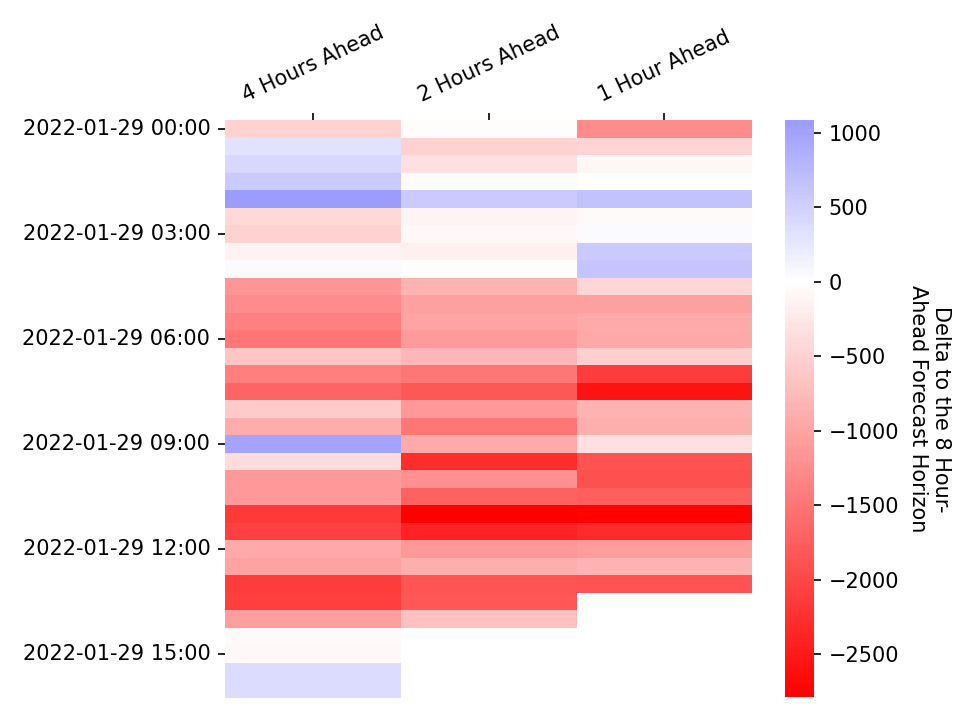 4 Hours Ahead
2 Hours Ahead
1 Hour Ahead
2022-01-29 00:00
2022-01-29 03:00
2022-01-29 06:00
2022-01-29 09:00
2022-01-29 12:00
2022-01-29 15:00
1000
500
0
−500
−1000
−1500
−2000
−2500
Delta to the 8 Hour-
Ahead Forecast Horizon